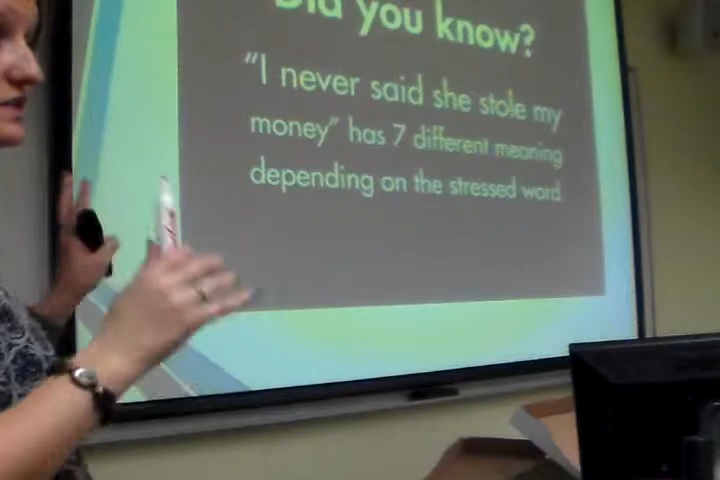 Did you know?
"I never said she stole my
money" has 7 different meaning
depending on the stressed word